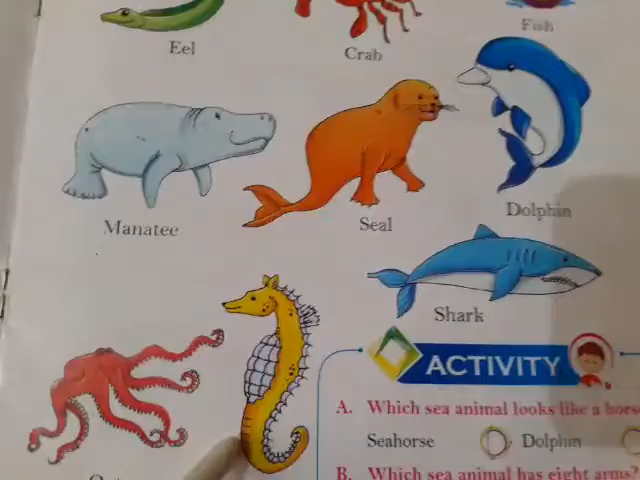 Eel
Crab
Fish
Manatee
Seal
Dolphin
Shark
ACTIVITY
A. Which sea animal looks like a
Seahorse
Dolphin
B. Which sea animal has eight arms?